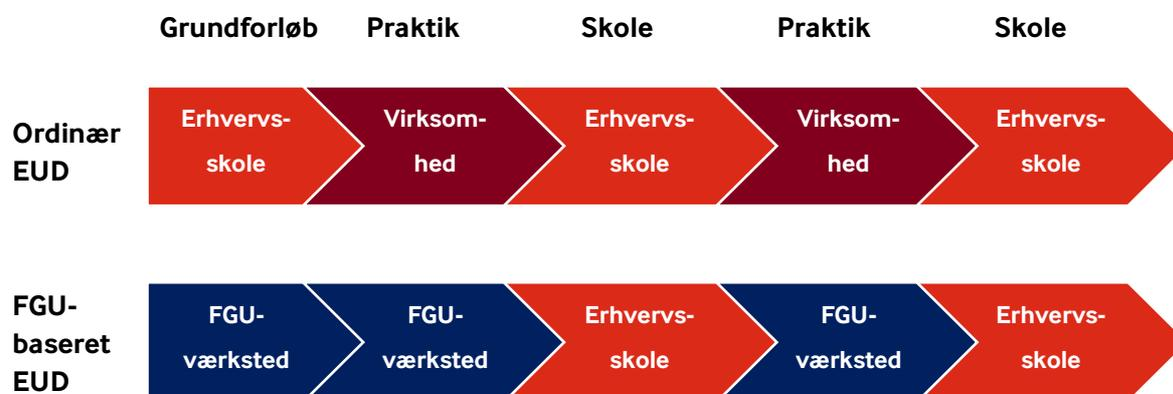 Grundforløb Praktik Skole Praktik Skole
Ordinær
EUD
Erhvervs-
skole
Virksom-
hed
Erhvervs-
skole
Virksom-
hed
Erhvervs-
skole
FGU-
baseret
EUD
FGU-
værksted
FGU-
værksted
Erhvervs-
skole
FGU-
værksted
Erhvervs-
skole